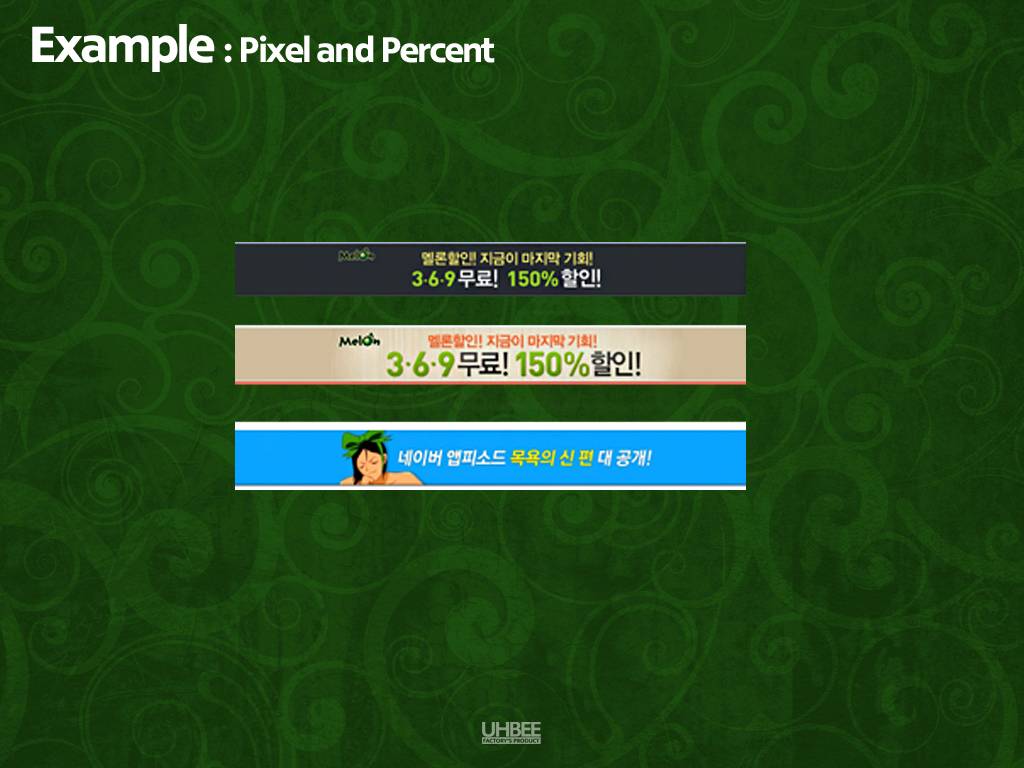 Example : Pixel and Percent
Melon
멜론할인! 지금이 마지막 기회!
3·6·9 무료! 150% 할인!
Melon
멜론할인! 지금이 마지막 기회!
3·6·9 무료! 150% 할인!
네이버 앱피소드 목욕의 신 편 대 공개!
UHBEE
FACTORY'S PRODUCT